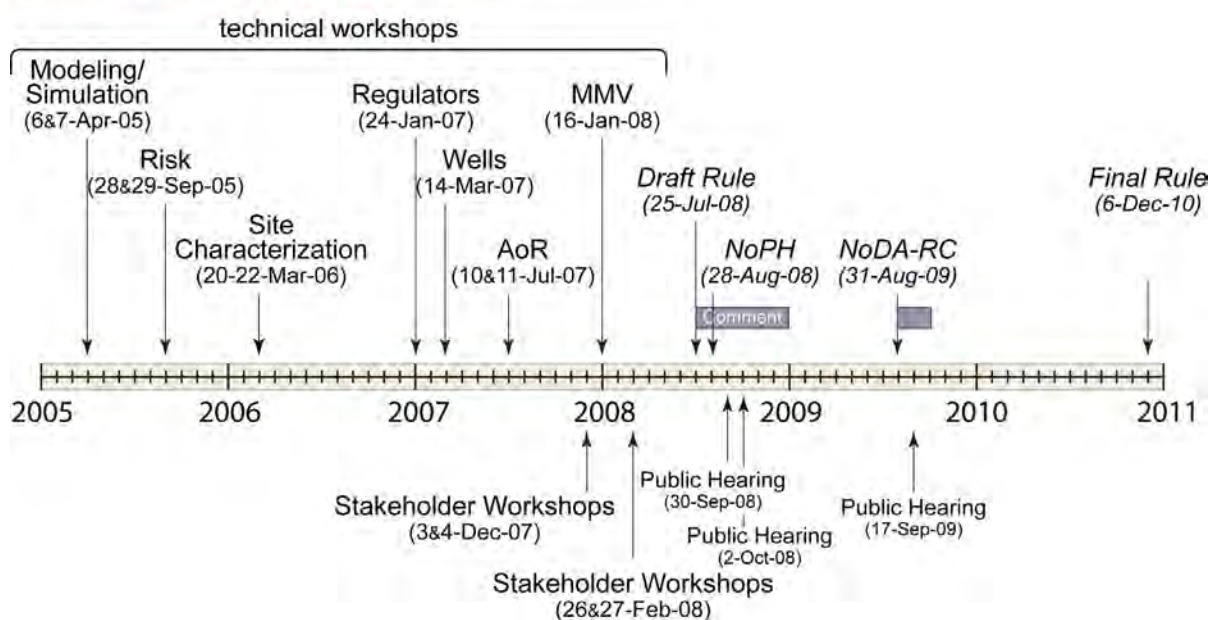 technical workshops
Modeling/
Simulation
(6&7-Apr-05)
Regulators
(24-Jan-07)
MMV
(16-Jan-08)
Risk
(28&29-Sep-05)
Wells
(14-Mar-07)
Draft Rule
(25-Jul-08)
Final Rule
(6-Dec-10)
Site
Characterization
(20-22-Mar-06)
AoR
(10&11-Jul-07)
NoPH
(28-Aug-08)
NoDA-RC
(31-Aug-09)
Comment
2005 2006 2007 2008 2009 2010 2011
Stakeholder Workshops
(3&4-Dec-07)
Public Hearing
(30-Sep-08)
Public Hearing
(2-Oct-08)
Public Hearing
(17-Sep-09)
Stakeholder Workshops
(26&27-Feb-08)